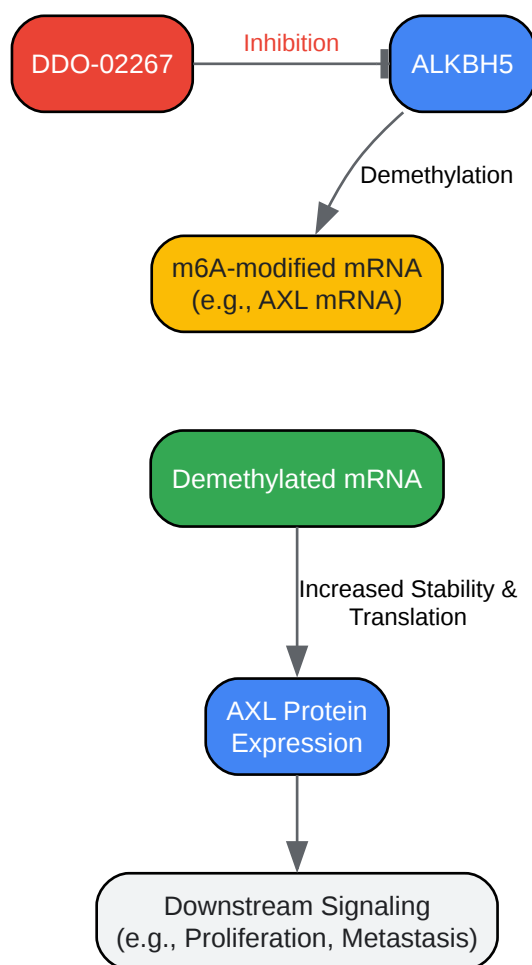 Inhibition
DDO-02267
ALKBH5
Demethylation
m6A-modified mRNA
(e.g., AXL mRNA)
Demethylated mRNA
Increased Stability &
Translation
AXL Protein
Expression
Downstream Signaling
(e.g., Proliferation, Metastasis)